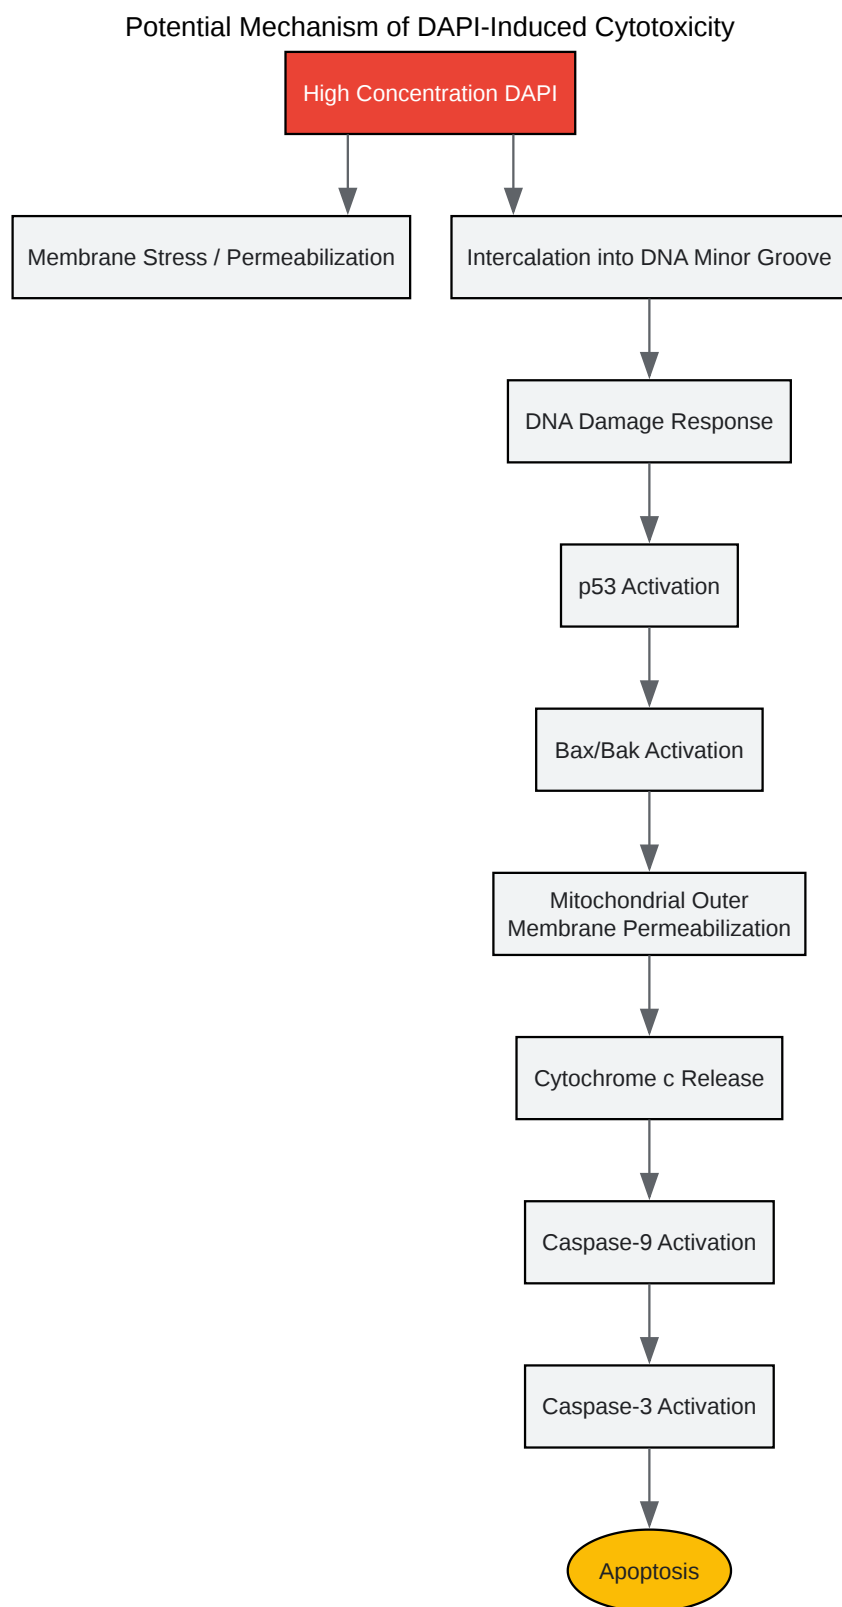 Potential Mechanism of DAPI-Induced Cytotoxicity
High Concentration DAPI
Membrane Stress / Permeabilization
Intercalation into DNA Minor Groove
DNA Damage Response
p53 Activation
Bax/Bak Activation
Mitochondrial Outer
Membrane Permeabilization
Cytochrome c Release
Caspase-9 Activation
Caspase-3 Activation
Apoptosis